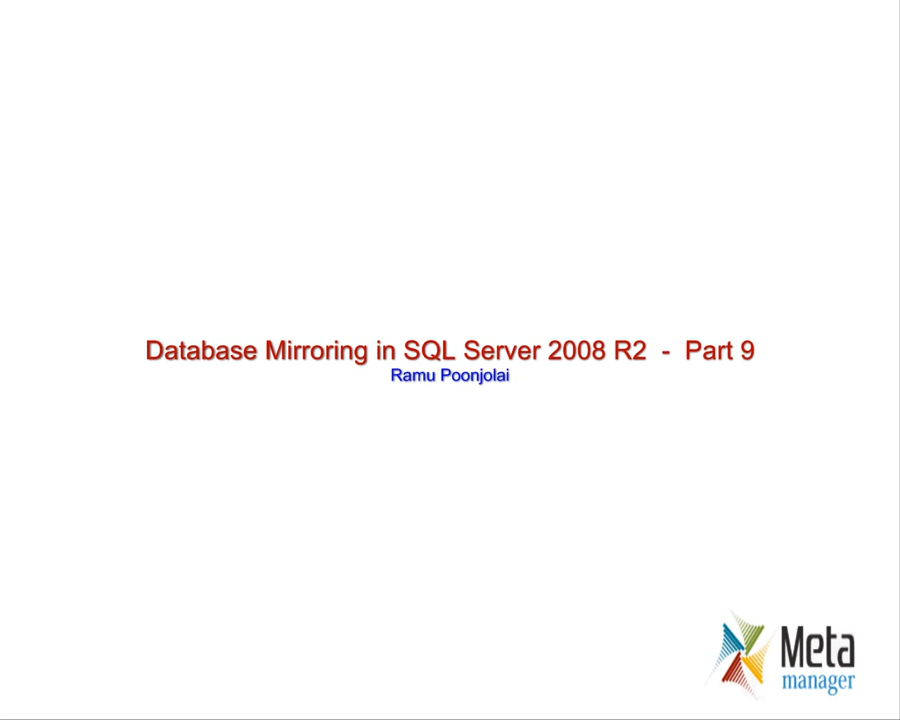 Database Mirroring in SQL Server 2008 R2 - Part 9
Ramu Poonjolai
Meta
manager